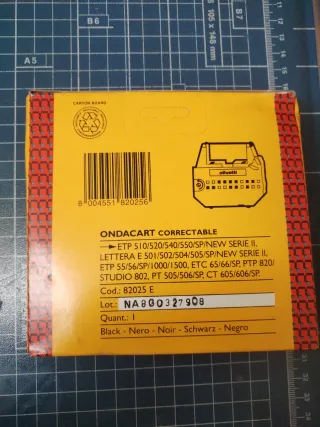 B6
B7
105 x 148 mm
A5
CARTON BOARD
olivetti
8 004551 820256
ONDACART CORRECTABLE
ETP 510/520/540/550/SP/NEW SERIE II,
LETTERA E 501/502/504/505/SP/NEW SERIE II,
ETP 55/56/SP/1000/1500, ETC 65/66/SP, PTP 820/
STUDIO 802, PT 505/506/SP, CT 605/606/SP.
Cod.: 82025 E
Lot.: NA8G0327908
Quant.: 1
Black - Nero - Noir - Schwarz - Negro